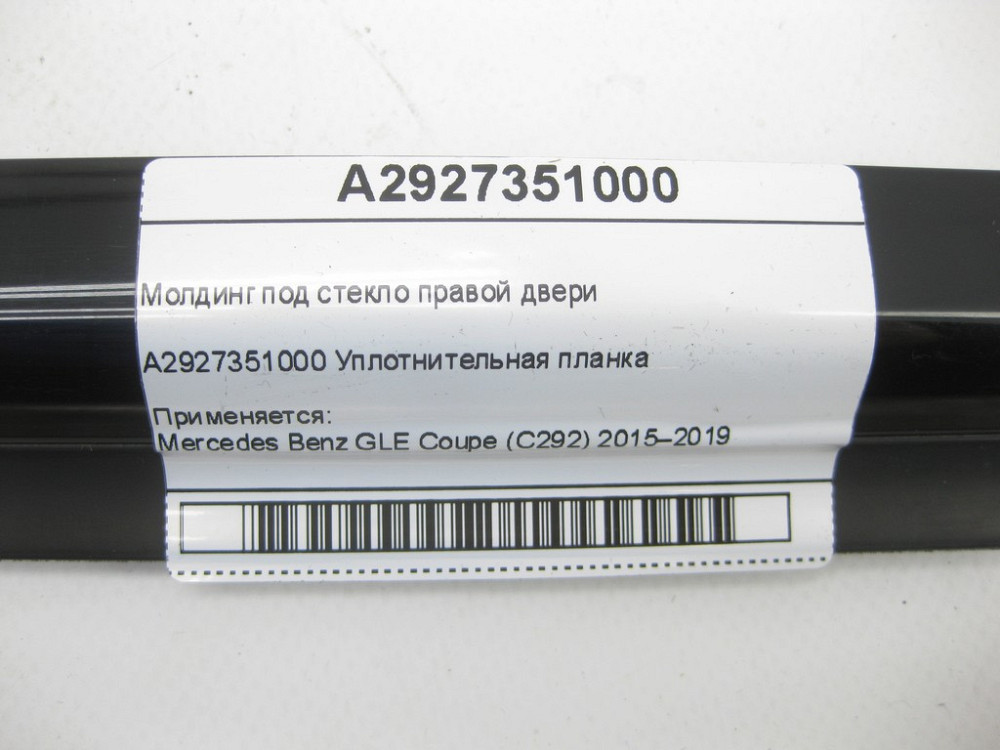 A2927351000
Молдинг под стекло правой двери
A2927351000 Уплотнительная планка
Применяется:
Mercedes Benz GLE Coupe (C292) 2015–2019